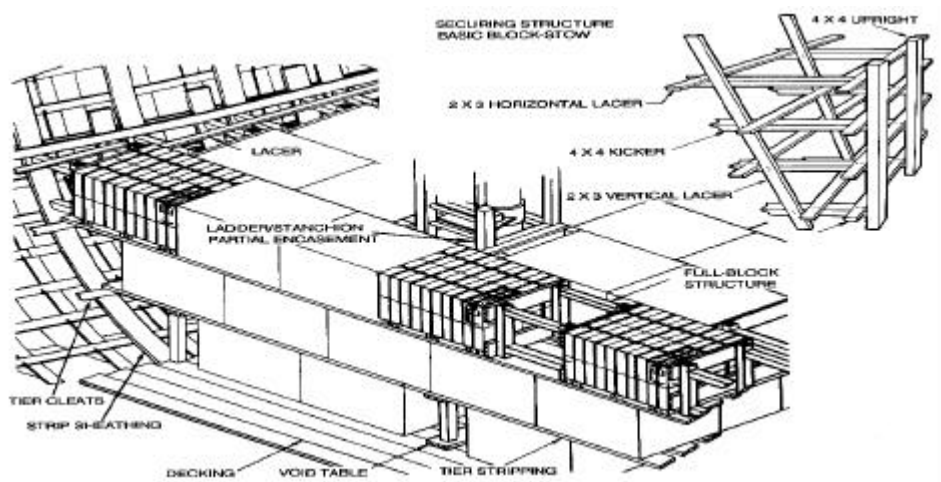 SECURING STRUCTURE
BASIC BLOCK-STOW
4 X 4 UPRIGHT
2 X 3 HORIZONTAL LACER
LACER
4 X 4 KICKER
2 X 3 VERTICAL LACER
LADDER/STANCHION
PARTIAL ENCASEMENT
FULL-BLOCK
STRUCTURE
TIER CLEATS
STRIP SHEATHING
DECKING
VOID TABLE
TIER STRIPPING